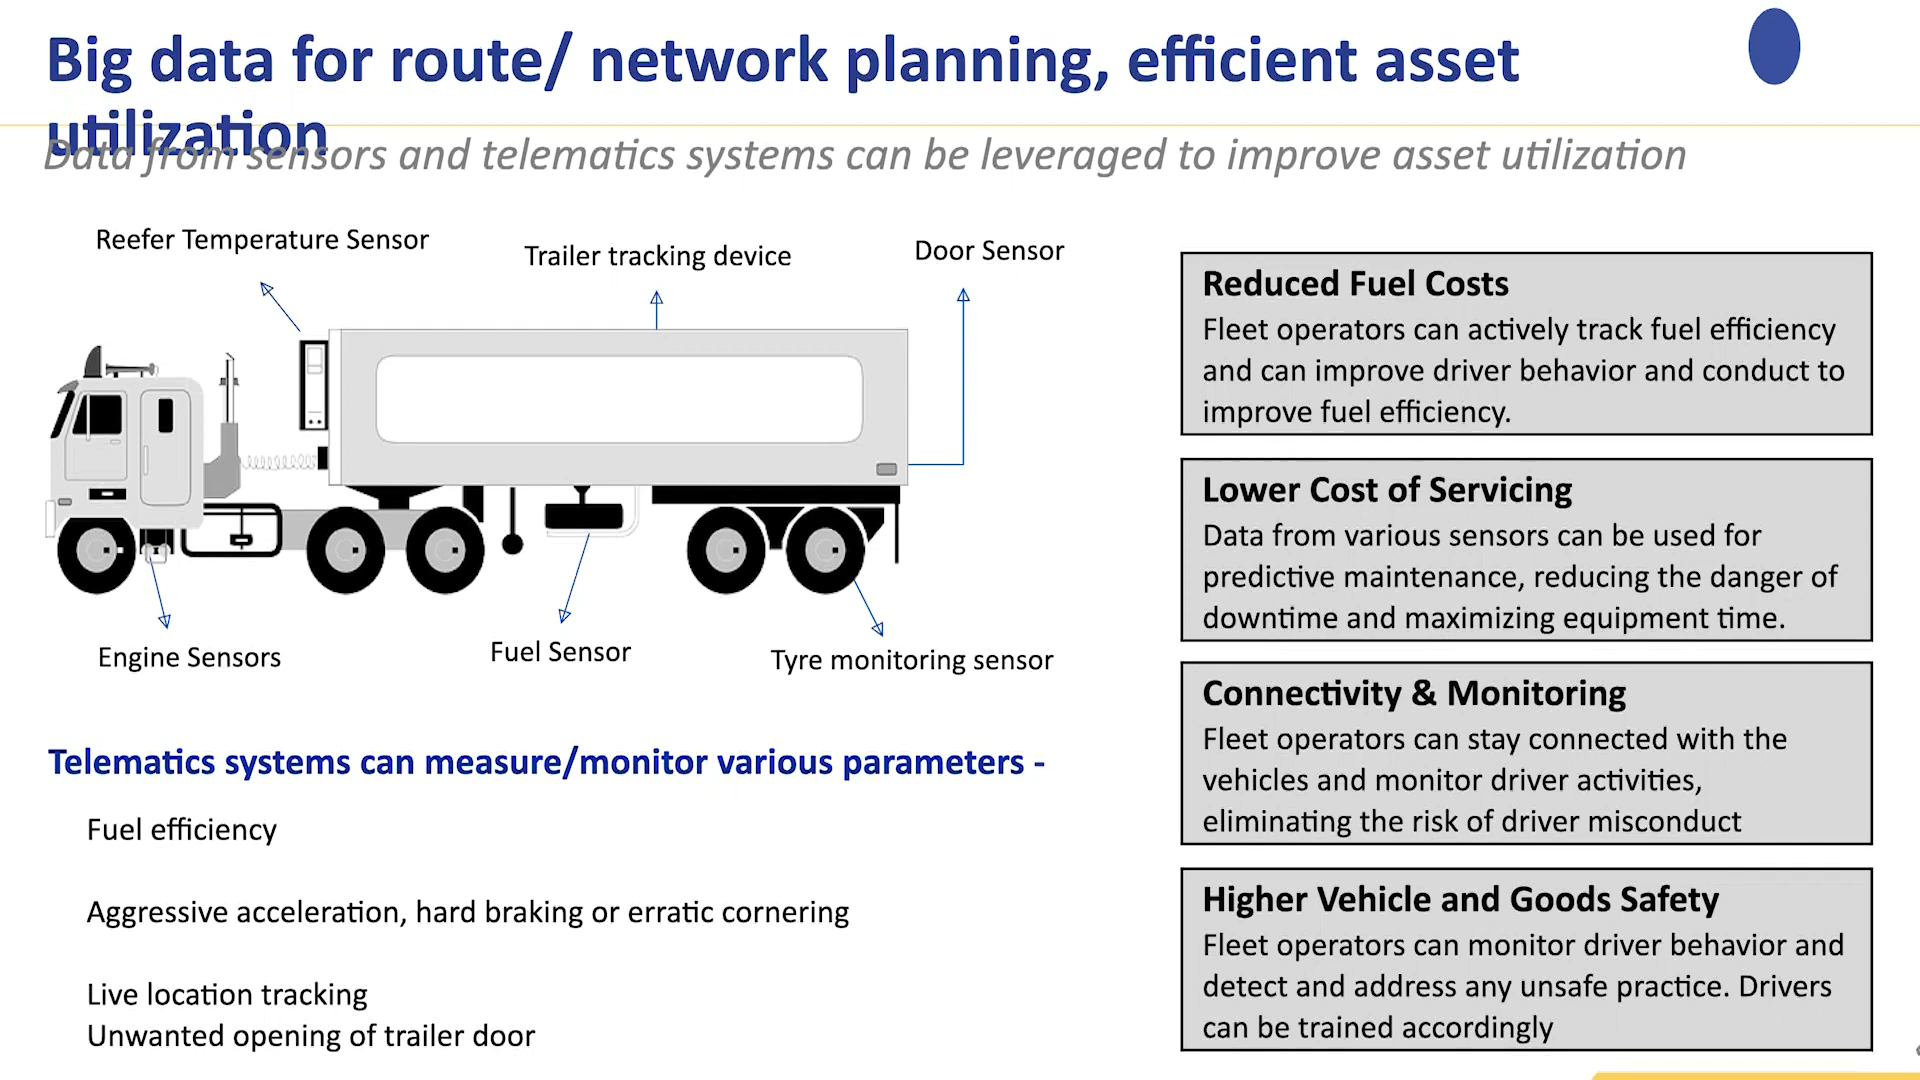 Big data for route/ network planning, efficient asset
utilization
Data from sensors and telematics systems can be leveraged to improve asset utilization
Reefer Temperature Sensor
Trailer tracking device
Door Sensor
Engine Sensors
Fuel Sensor
Tyre monitoring sensor
Telematics systems can measure/monitor various parameters -
Fuel efficiency
Aggressive acceleration, hard braking or erratic cornering
Live location tracking
Unwanted opening of trailer door
Reduced Fuel Costs
Fleet operators can actively track fuel efficiency
and can improve driver behavior and conduct to
improve fuel efficiency.
Lower Cost of Servicing
Data from various sensors can be used for
predictive maintenance, reducing the danger of
downtime and maximizing equipment time.
Connectivity & Monitoring
Fleet operators can stay connected with the
vehicles and monitor driver activities,
eliminating the risk of driver misconduct
Higher Vehicle and Goods Safety
Fleet operators can monitor driver behavior and
detect and address any unsafe practice. Drivers
can be trained accordingly